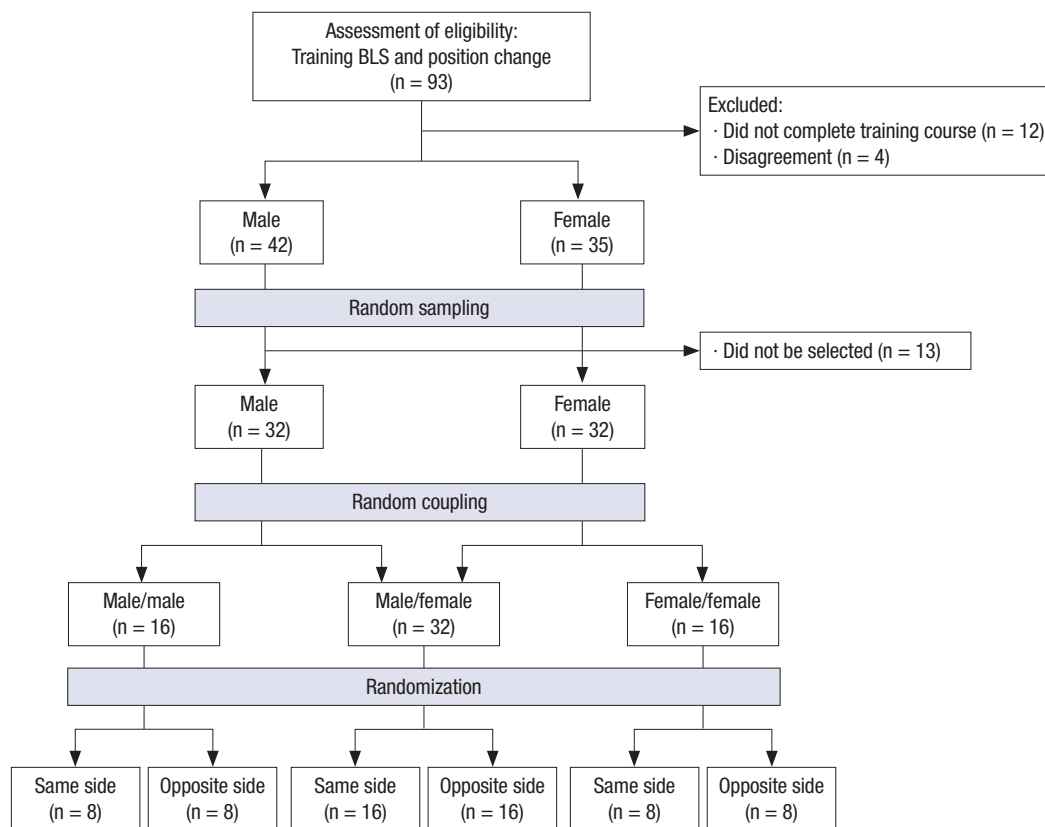 Assessment of eligibility:
Training BLS and position change
(n = 93)
Excluded:
· Did not complete training course (n = 12)
· Disagreement (n = 4)
Male
(n = 42)
Female
(n = 35)
Random sampling
· Did not be selected (n = 13)
Male
(n = 32)
Female
(n = 32)
Random coupling
Male/male
(n = 16)
Male/female
(n = 32)
Female/female
(n = 16)
Randomization
Same side
(n = 8)
Opposite side
(n = 8)
Same side
(n = 16)
Opposite side
(n = 16)
Same side
(n = 8)
Opposite side
(n = 8)